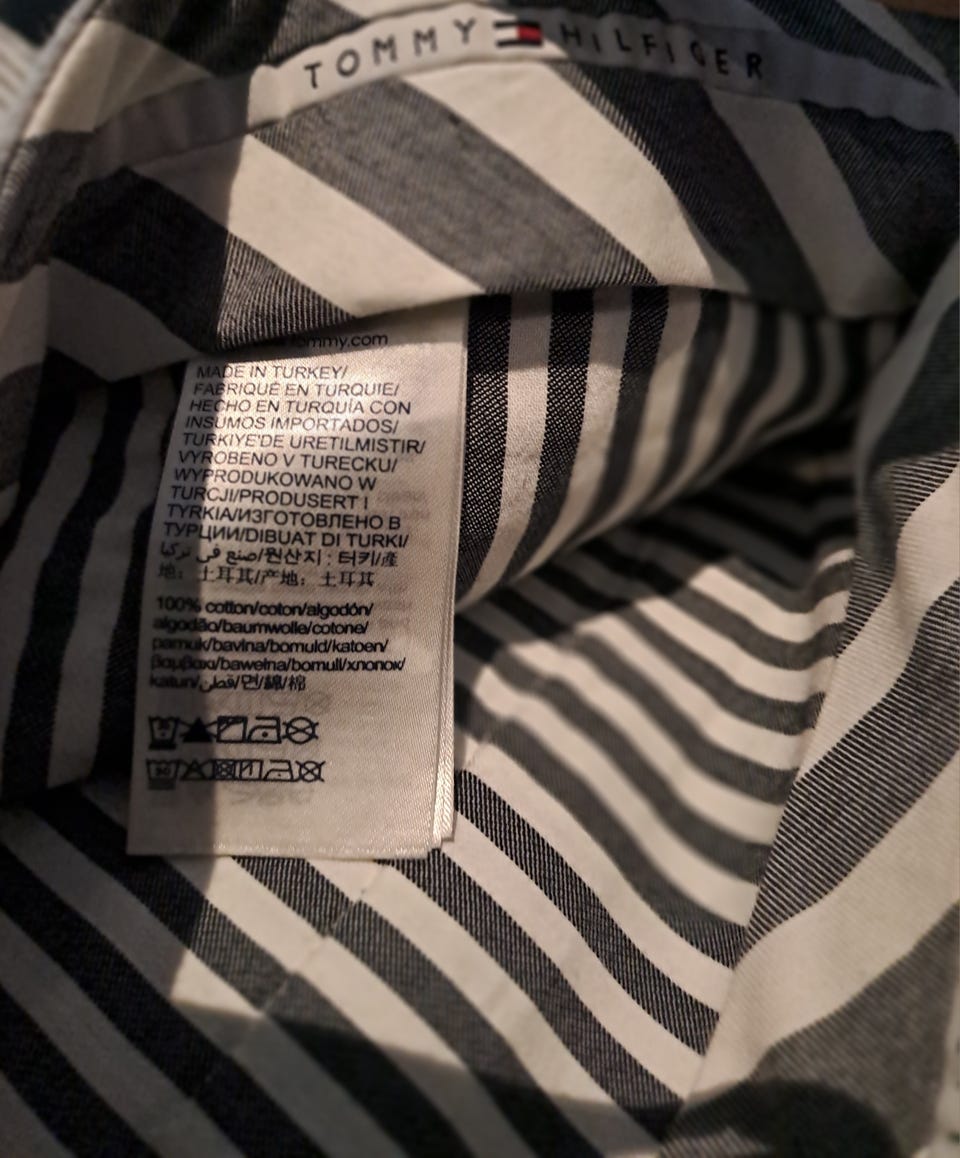 TOMMY HILFIGER
tommy.com
MADE IN TURKEY/
FABRIQUÉ EN TURQUIE/
HECHO EN TURQUÍA CON
INSUMOS IMPORTADOS/
TURKIYE'DE URETILMISTIR/
VYROBENO V TURECKU/
WYPRODUKOWANO W
TURCJI/PRODUSERT I
TYRKIA/ИЗГОТОВЛЕНО В
ТУРЦИИ/DIBUAT DI TURKI/
صنع في تركيا/원산지 : 터키/產
地： 土耳其/产地： 土耳其
100% cotton/coton/algodón/
algodão/baumwolle/cotone/
pamuk/bavlna/bomuld/katoen/
βαμβακι/bawełna/bomull/хлопок/
katun/قطن/면/綿/棉